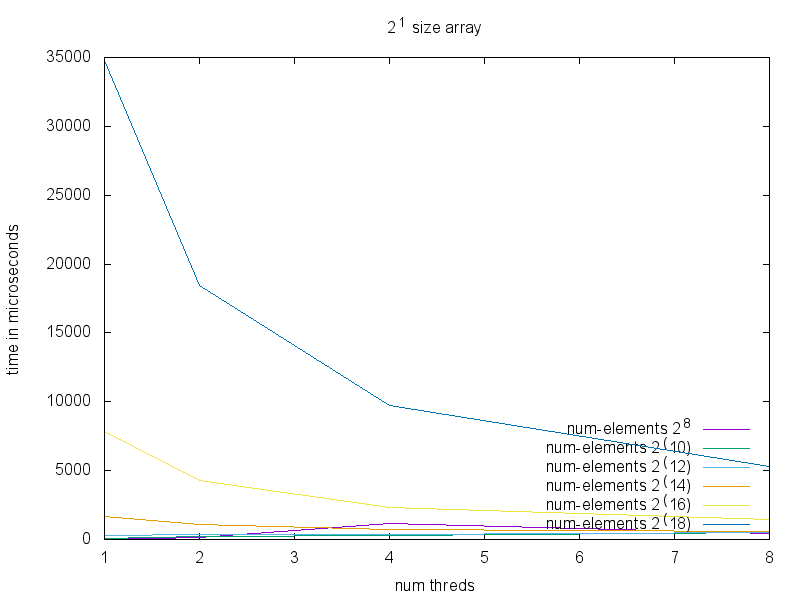 2^1 size array
35000
30000
25000
20000
15000
10000
5000
0
time in microseconds
num-elements 2^8
num-elements 2^(10)
num-elements 2^(12)
num-elements 2^(14)
num-elements 2^(16)
num-elements 2^(18)
1 2 3 4 5 6 7 8
num threds